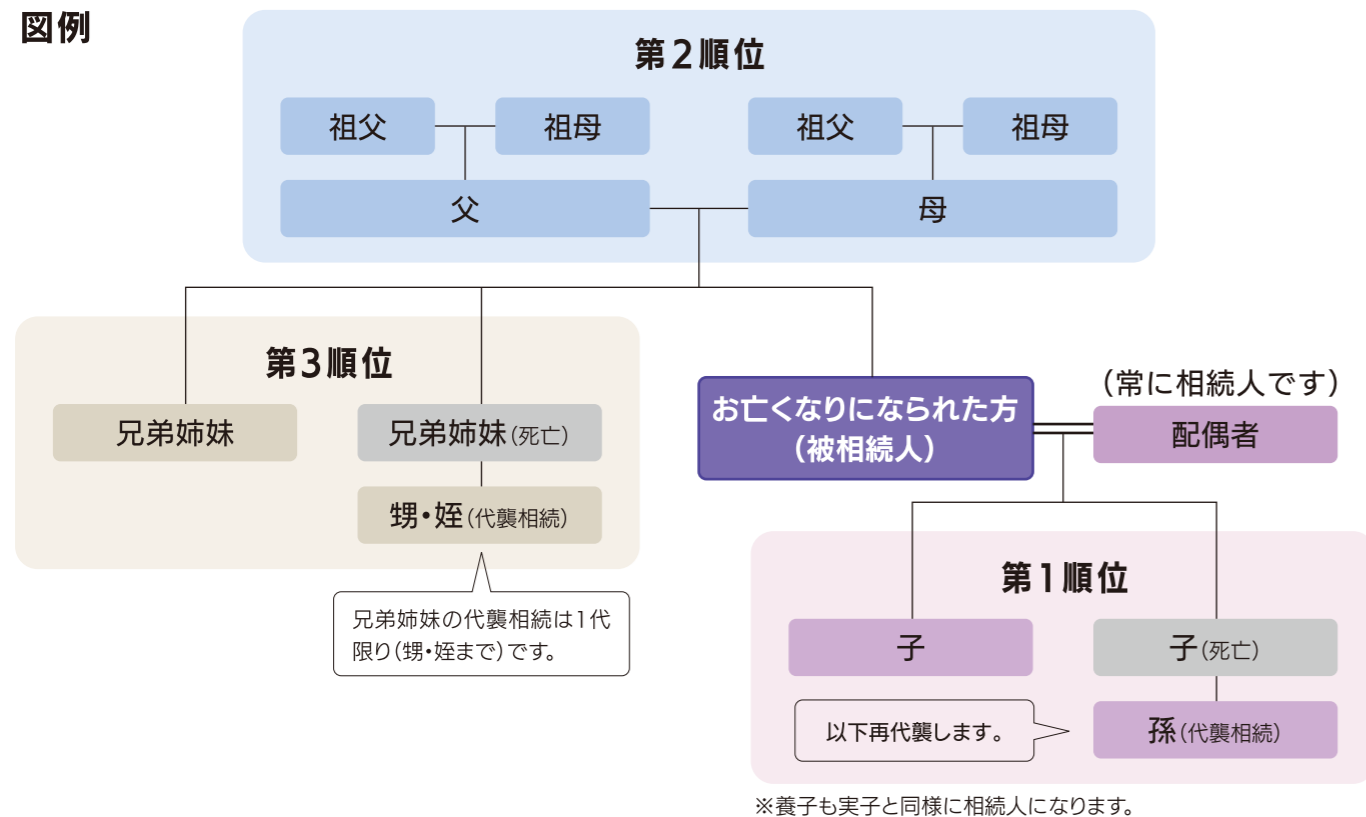 図例
第2順位
祖父
祖母
祖父
祖母
父
母
第3順位
兄弟姉妹
兄弟姉妹(死亡)
甥・姪(代襲相続)
兄弟姉妹の代襲相続は1代
限り(甥・姪まで)です。
お亡くなりになられた方
(被相続人)
(常に相続人です)
配偶者
第1順位
子
子(死亡)
以下再代襲します。
孫(代襲相続)
※養子も実子と同様に相続人になります。